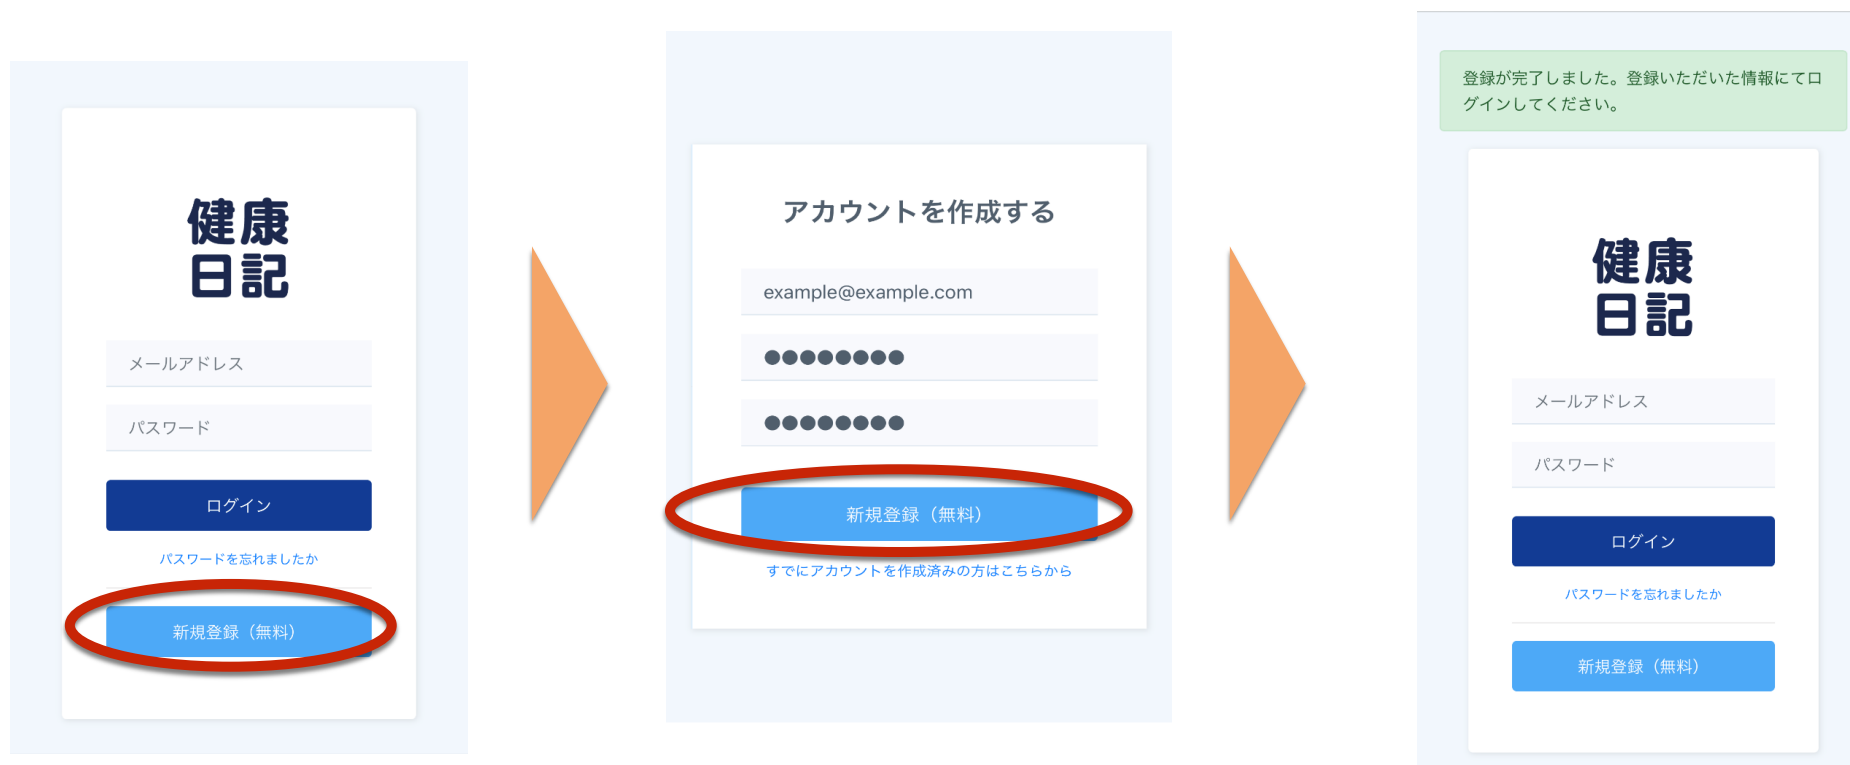 健康
日記
メールアドレス
パスワード
ログイン
パスワードを忘れましたか
新規登録（無料）
アカウントを作成する
example@example.com
●●●●●●●●
●●●●●●●●
新規登録（無料）
すでにアカウントを作成済みの方はこちらから
登録が完了しました。登録いただいた情報にてロ
グインしてください。
健康
日記
メールアドレス
パスワード
ログイン
パスワードを忘れましたか
新規登録（無料）